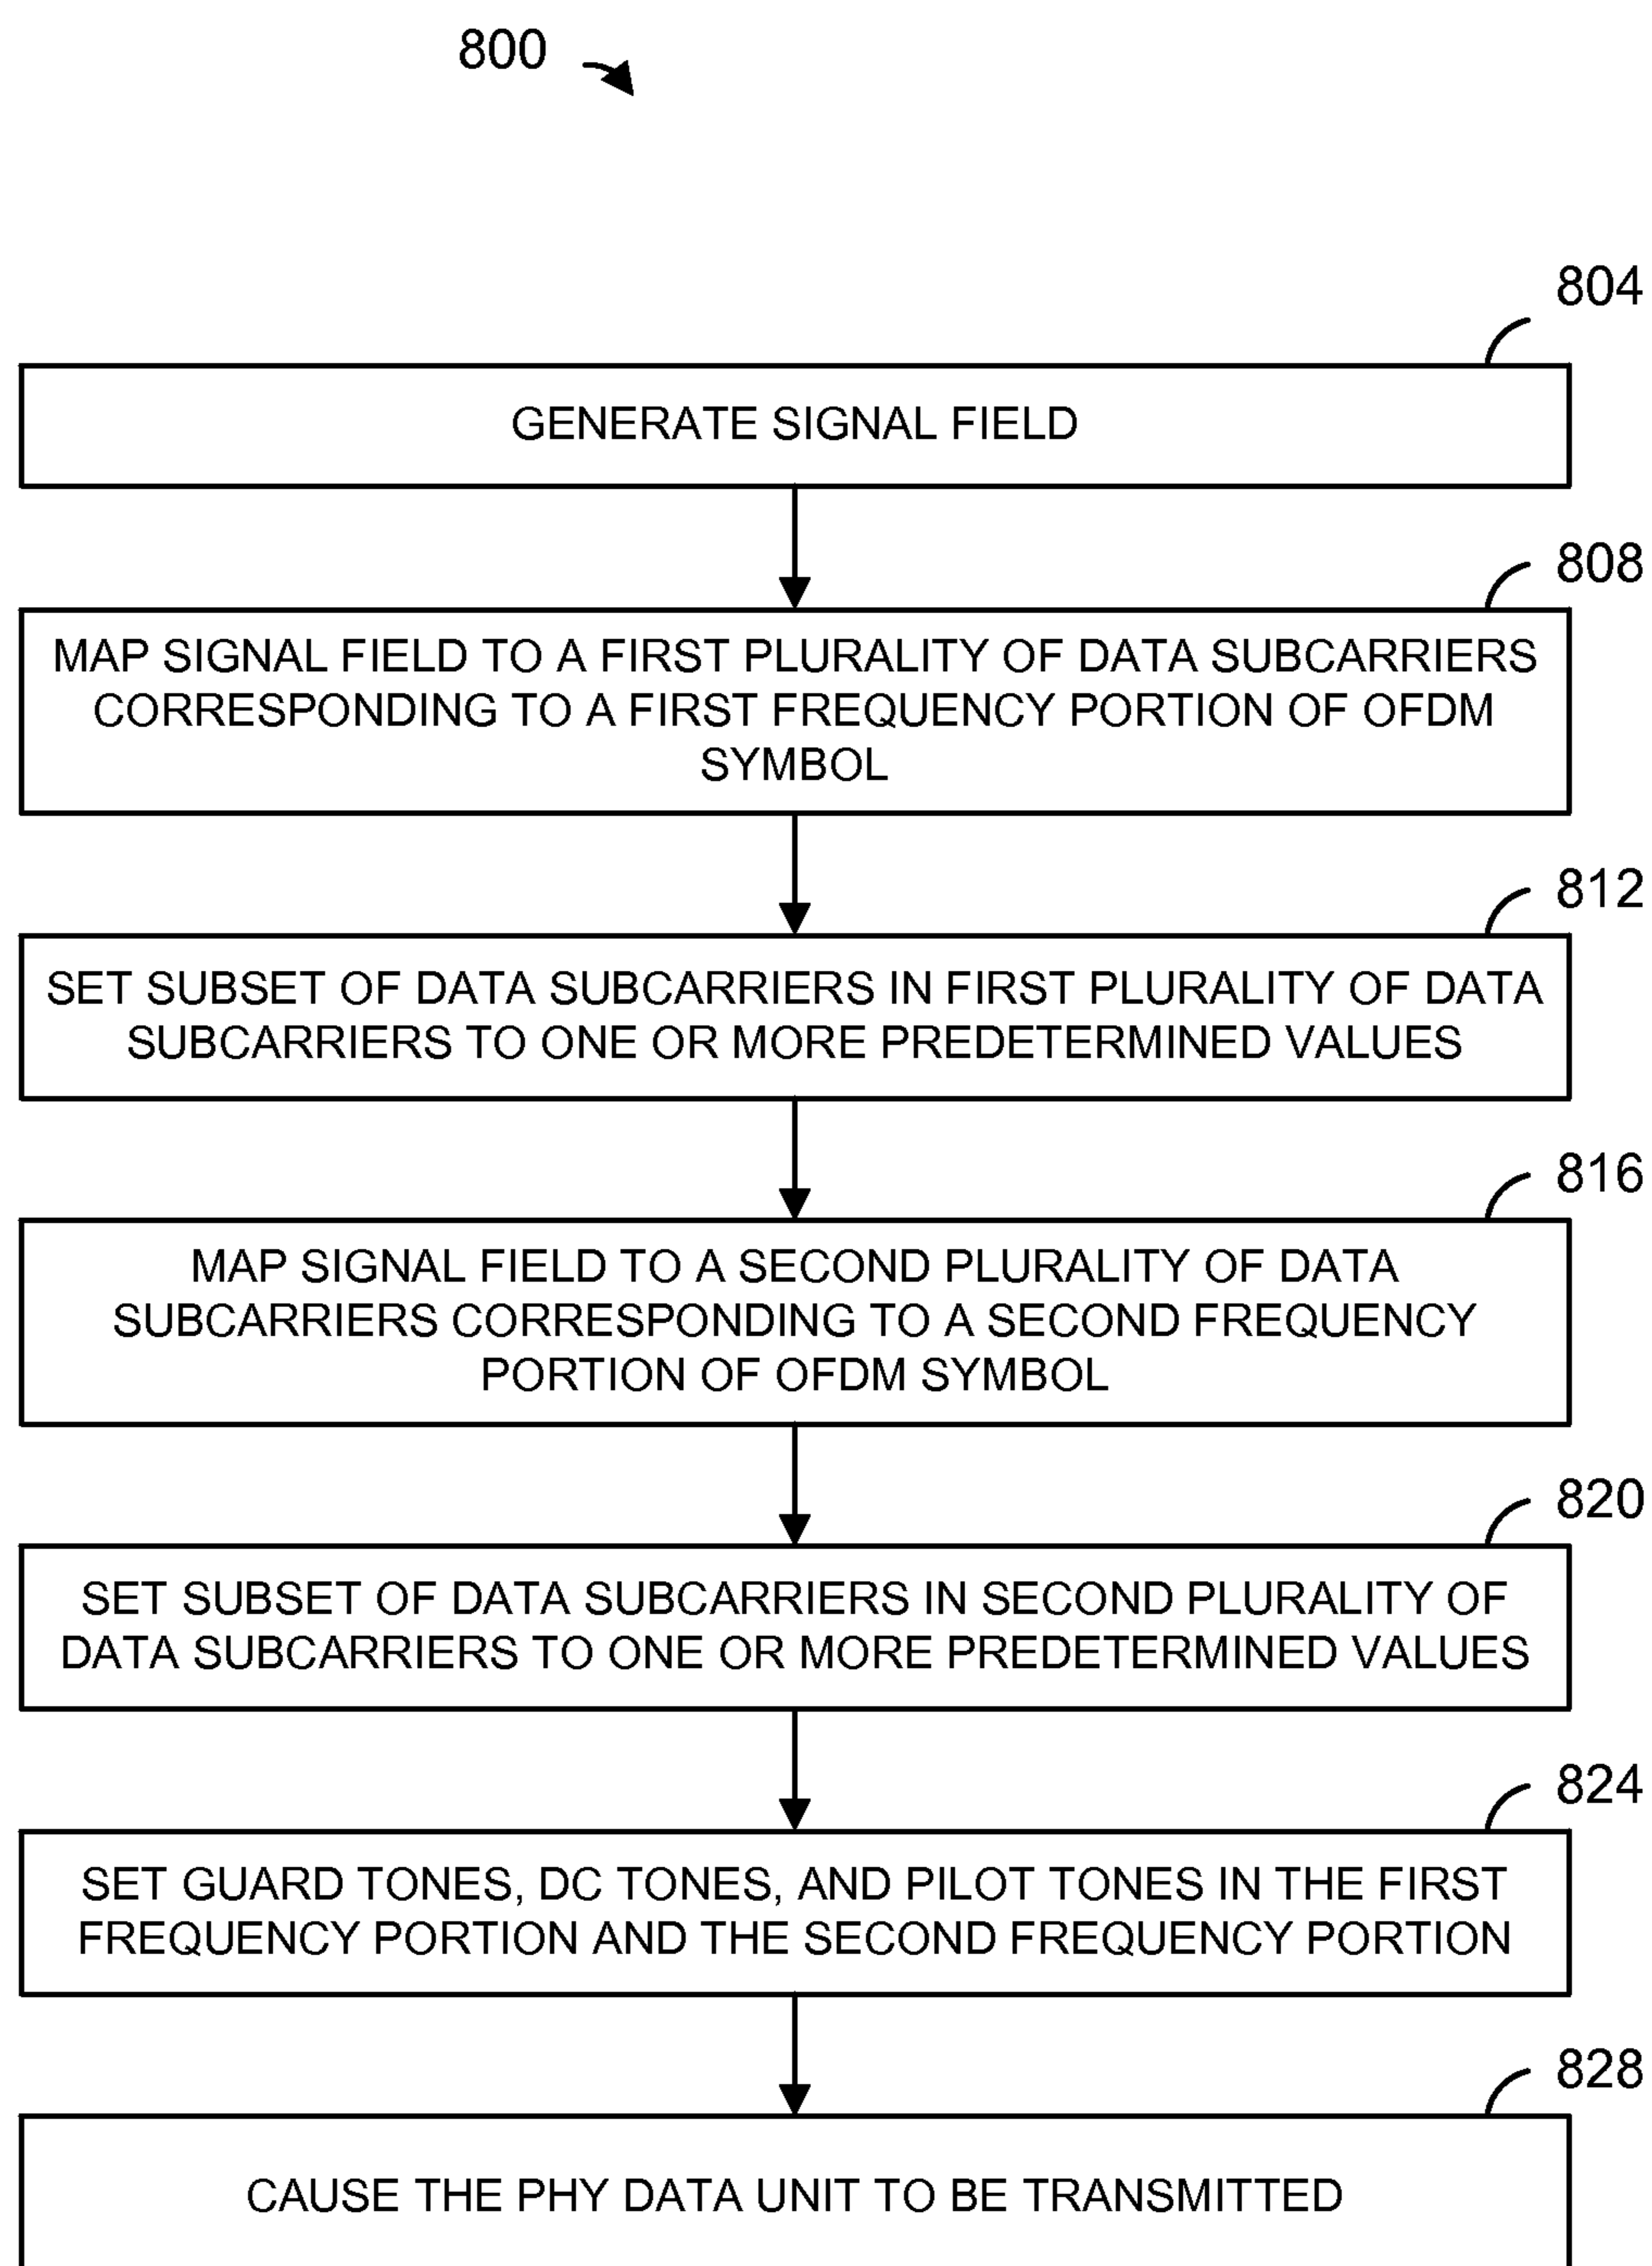 800
804
GENERATE SIGNAL FIELD
808
MAP SIGNAL FIELD TO A FIRST PLURALITY OF DATA SUBCARRIERS
CORRESPONDING TO A FIRST FREQUENCY PORTION OF OFDM
SYMBOL
812
SET SUBSET OF DATA SUBCARRIERS IN FIRST PLURALITY OF DATA
SUBCARRIERS TO ONE OR MORE PREDETERMINED VALUES
816
MAP SIGNAL FIELD TO A SECOND PLURALITY OF DATA
SUBCARRIERS CORRESPONDING TO A SECOND FREQUENCY
PORTION OF OFDM SYMBOL
820
SET SUBSET OF DATA SUBCARRIERS IN SECOND PLURALITY OF
DATA SUBCARRIERS TO ONE OR MORE PREDETERMINED VALUES
824
SET GUARD TONES, DC TONES, AND PILOT TONES IN THE FIRST
FREQUENCY PORTION AND THE SECOND FREQUENCY PORTION
828
CAUSE THE PHY DATA UNIT TO BE TRANSMITTED